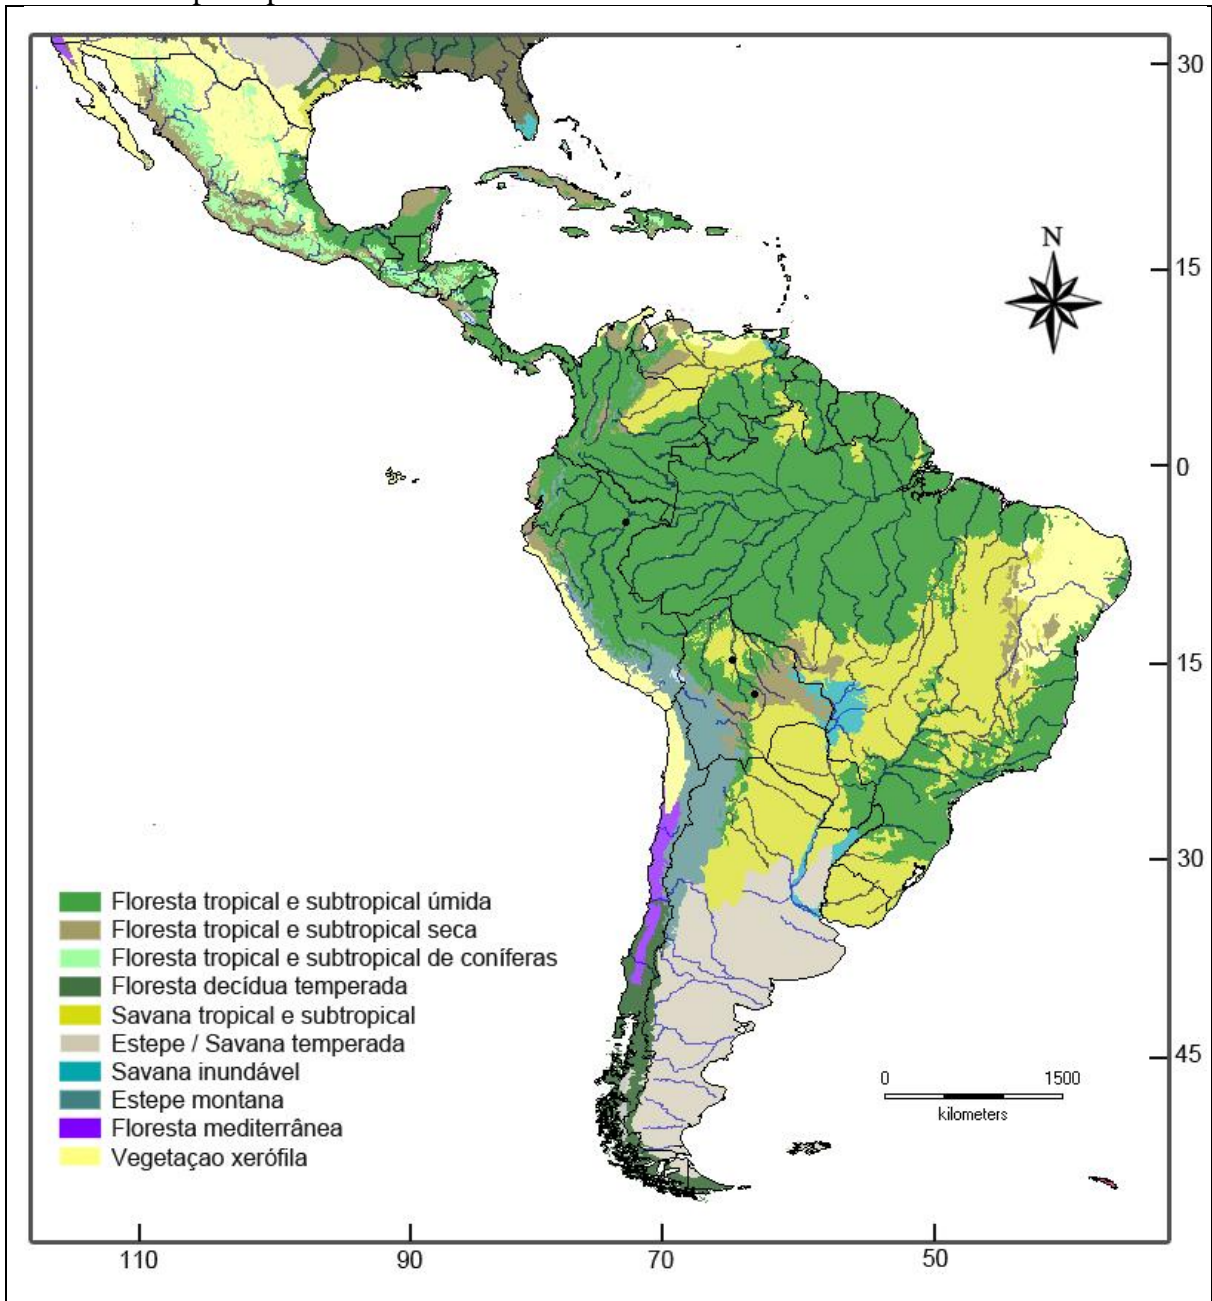 N
30
15
0
15
30
45
Floresta tropical e subtropical úmida
Floresta tropical e subtropical seca
Floresta tropical e subtropical de coníferas
Floresta decídua temperada
Savana tropical e subtropical
Estepe / Savana temperada
Savana inundável
Estepe montana
Floresta mediterrânea
Vegetaçao xerófila
0 1500
kilometers
110 90 70 50